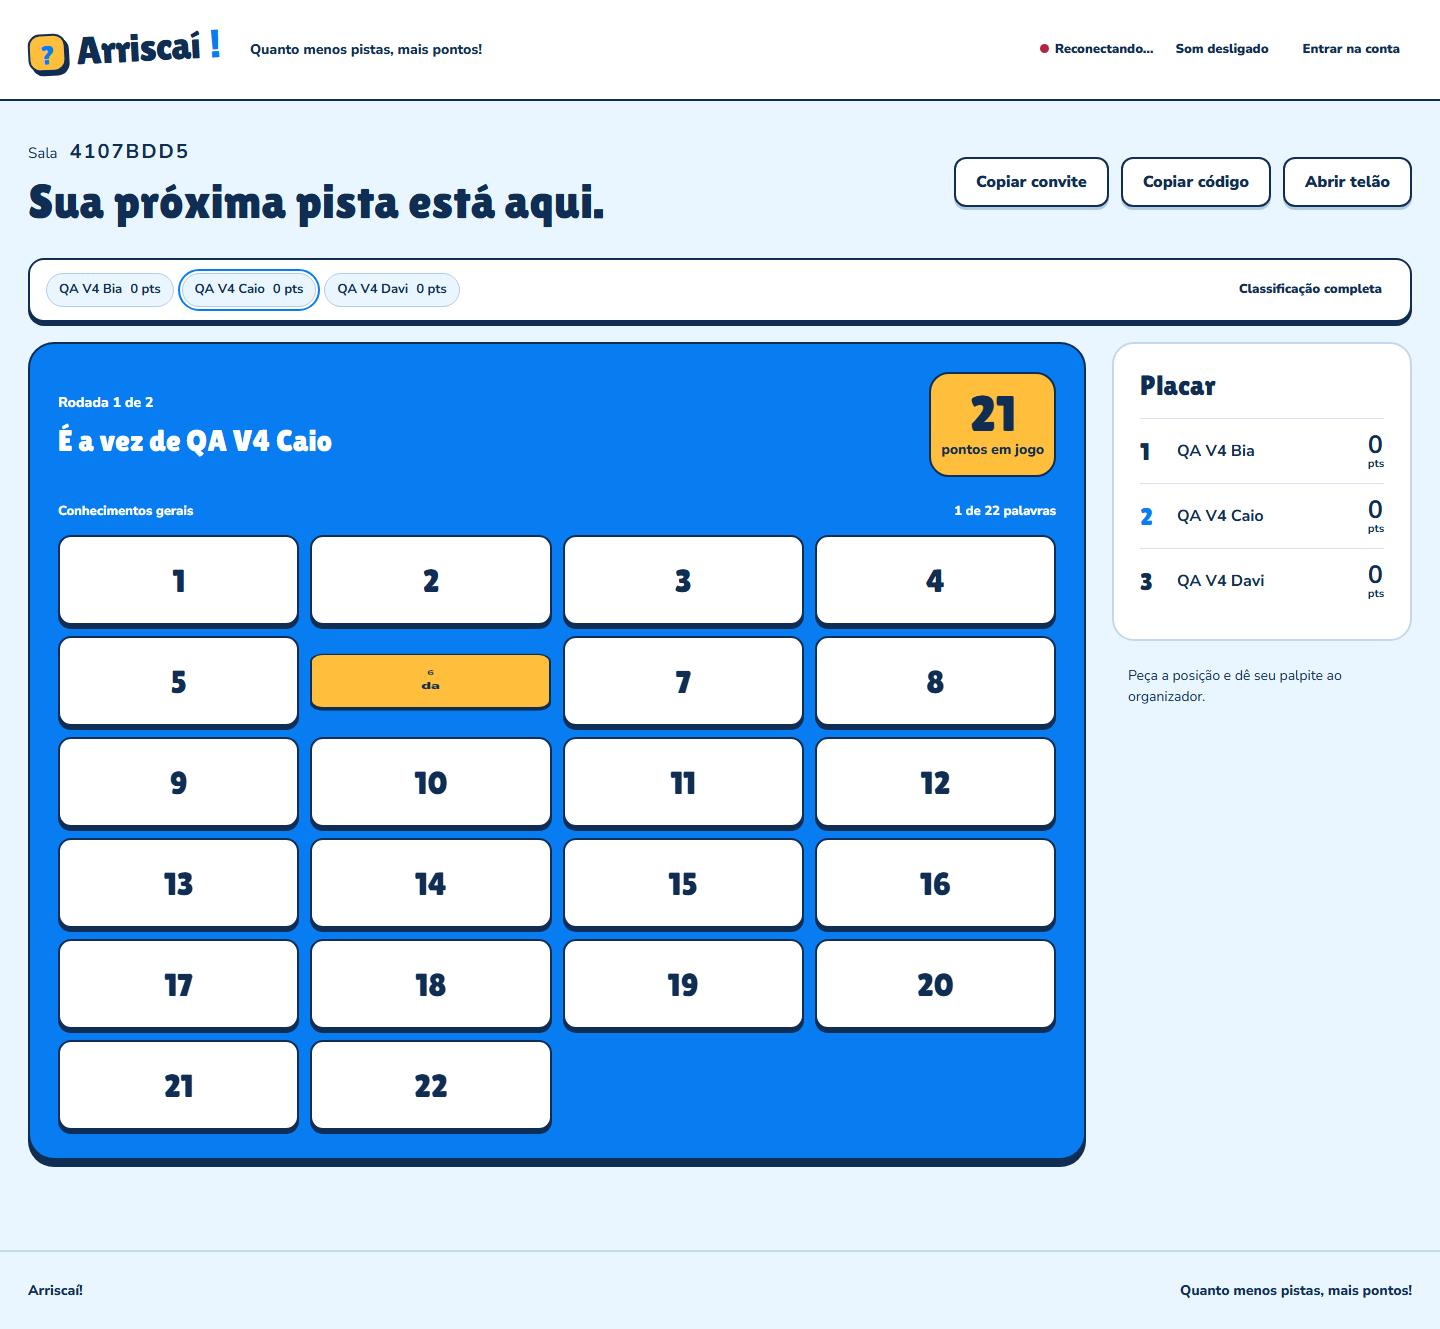 ? Arriscaí !
Quanto menos pistas, mais pontos!
Reconectando...
Som desligado
Entrar na conta
Sala 4107BDD5
Sua próxima pista está aqui.
Copiar convite
Copiar código
Abrir telão
QA V4 Bia 0 pts
QA V4 Caio 0 pts
QA V4 Davi 0 pts
Classificação completa
Rodada 1 de 2
É a vez de QA V4 Caio
21
pontos em jogo
Conhecimentos gerais
1 de 22 palavras
1
2
3
4
5
6
da
7
8
9
10
11
12
13
14
15
16
17
18
19
20
21
22
Placar
1 QA V4 Bia 0 pts
2 QA V4 Caio 0 pts
3 QA V4 Davi 0 pts
Peça a posição e dê seu palpite ao
organizador.
Arriscaí!
Quanto menos pistas, mais pontos!